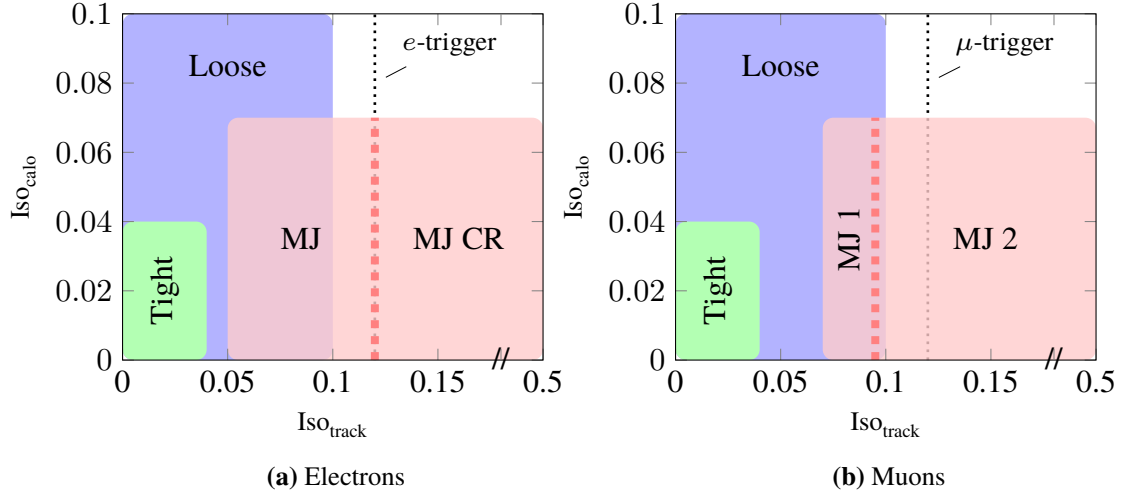 0.1
0.08
0.06
0.04
0.02
0
Iso_calo
Loose
e-trigger
MJ
MJ CR
Tight
0
0.05
0.1
0.15
0.5
Iso_track
(a) Electrons
0.1
0.08
0.06
0.04
0.02
0
Iso_calo
Loose
μ-trigger
MJ 1
MJ 2
Tight
0
0.05
0.1
0.15
0.5
Iso_track
(b) Muons